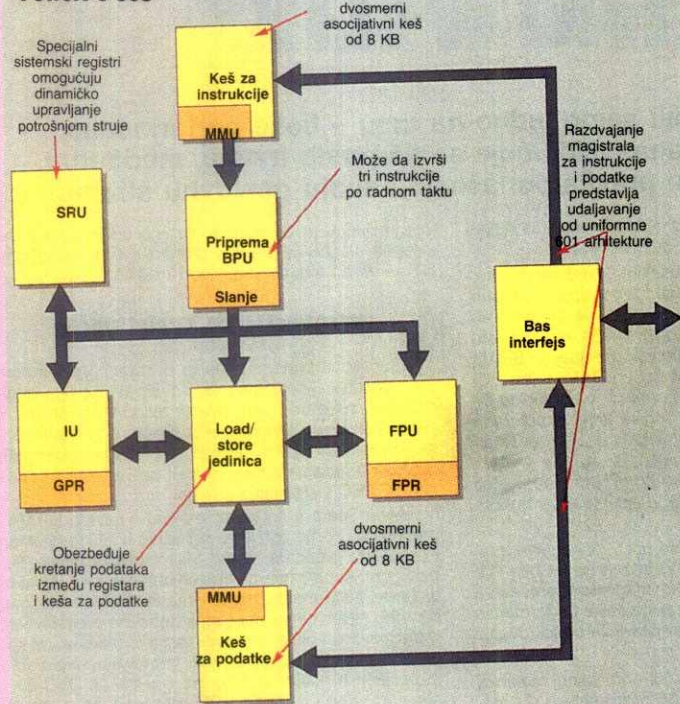 dvosmerni
asocijativni keš
od 8 KB
Specijalni
sistemski registri
omogućuju
dinamičko
upravljanje
potrošnjom struje
Keš za
instrukcije
MMU
Može da izvrši
tri instrukcije
po radnom taktu
Razdvajanje
magistrala
za instrukcije
i podatke
predstavlja
udaljavanje
od uniformne
601 arhitekture
SRU
Priprema
BPU
Slanje
Bas
interfejs
IU
GPR
Load/
store
jedinica
FPU
FPR
Obezbeđuje
kretanje podataka
između registara
i keša za podatke
dvosmerni
asocijativni keš
od 8 KB
MMU
Keš
za podatke